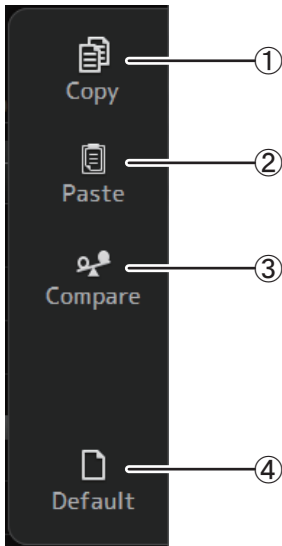 Copy ①
Paste ②
Compare ③
Default ④